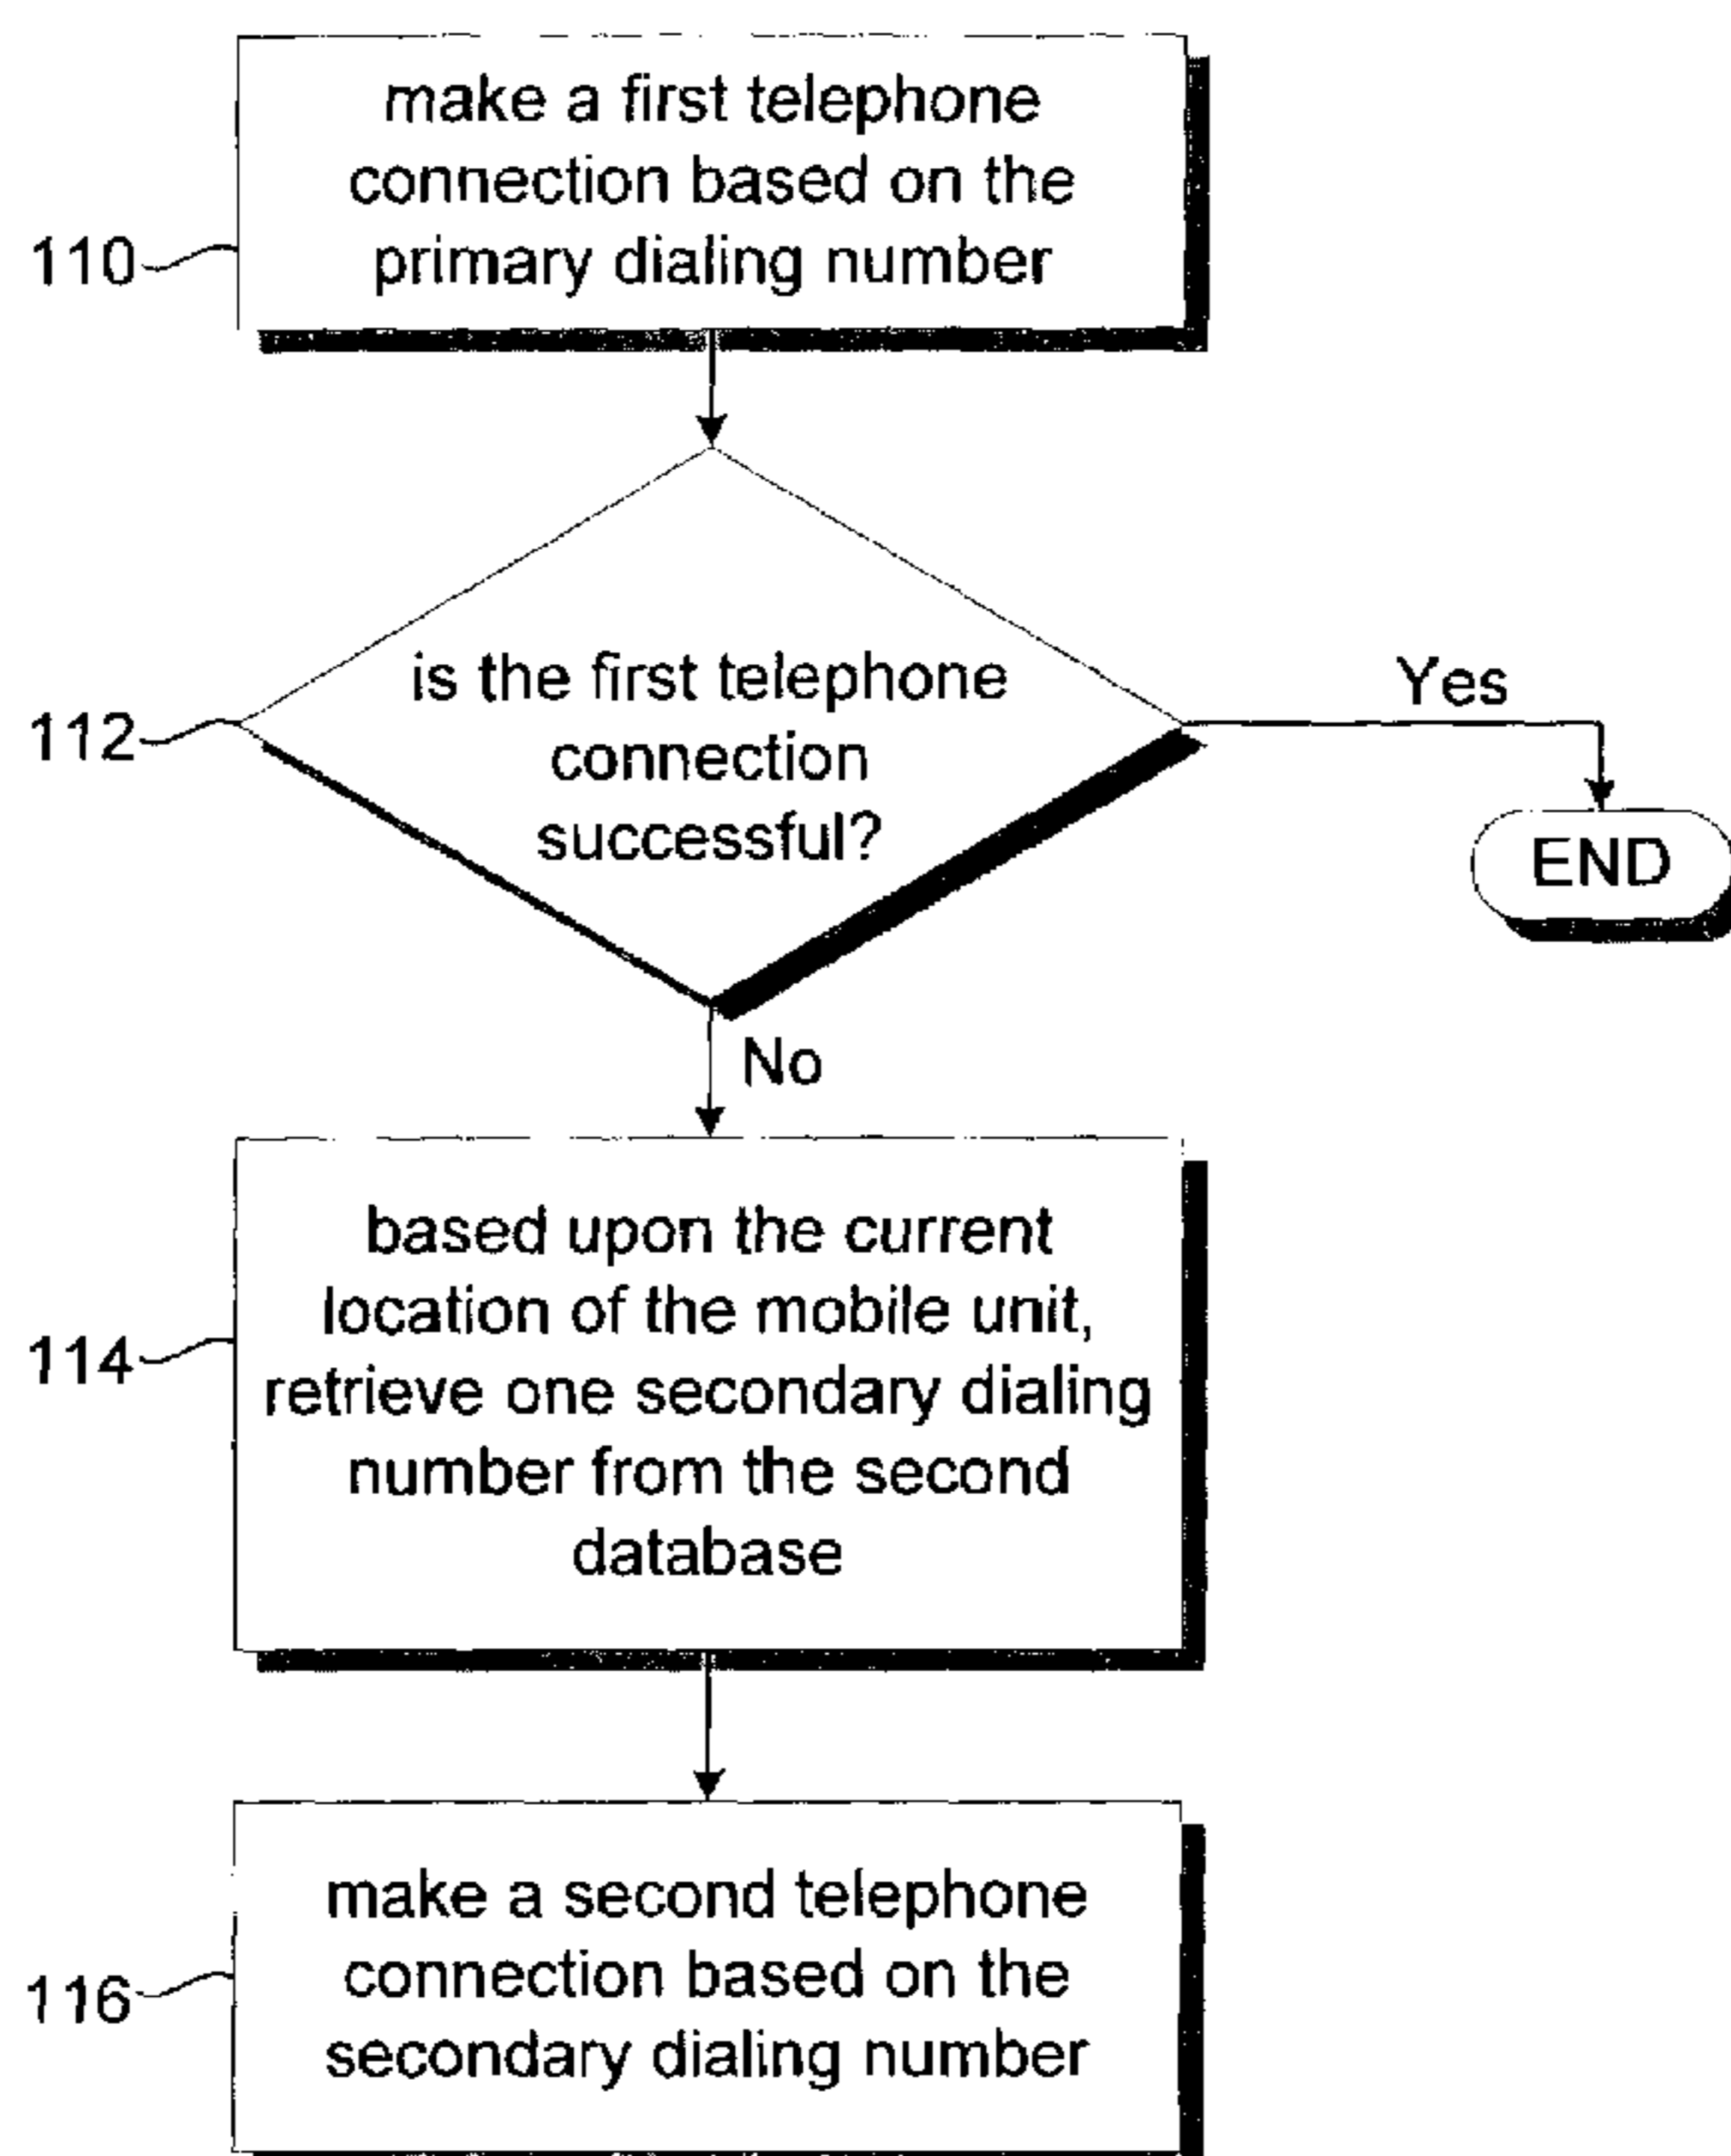 make a first telephone
connection based on the
primary dialing number
110
is the first telephone
connection
successful?
112
Yes
END
No
based upon the current
location of the mobile unit,
retrieve one secondary dialing
number from the second
database
114
make a second telephone
connection based on the
secondary dialing number
116